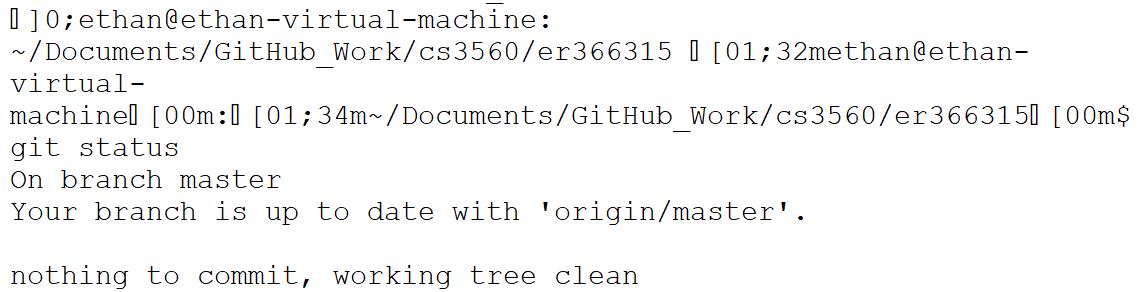 ▯]0;ethan@ethan-virtual-machine:
~/Documents/GitHub_Work/cs3560/er366315 ▯[01;32methan@ethan-
virtual-
machine▯[00m:▯[01;34m~/Documents/GitHub_Work/cs3560/er366315▯[00m$
git status
On branch master
Your branch is up to date with 'origin/master'.

nothing to commit, working tree clean